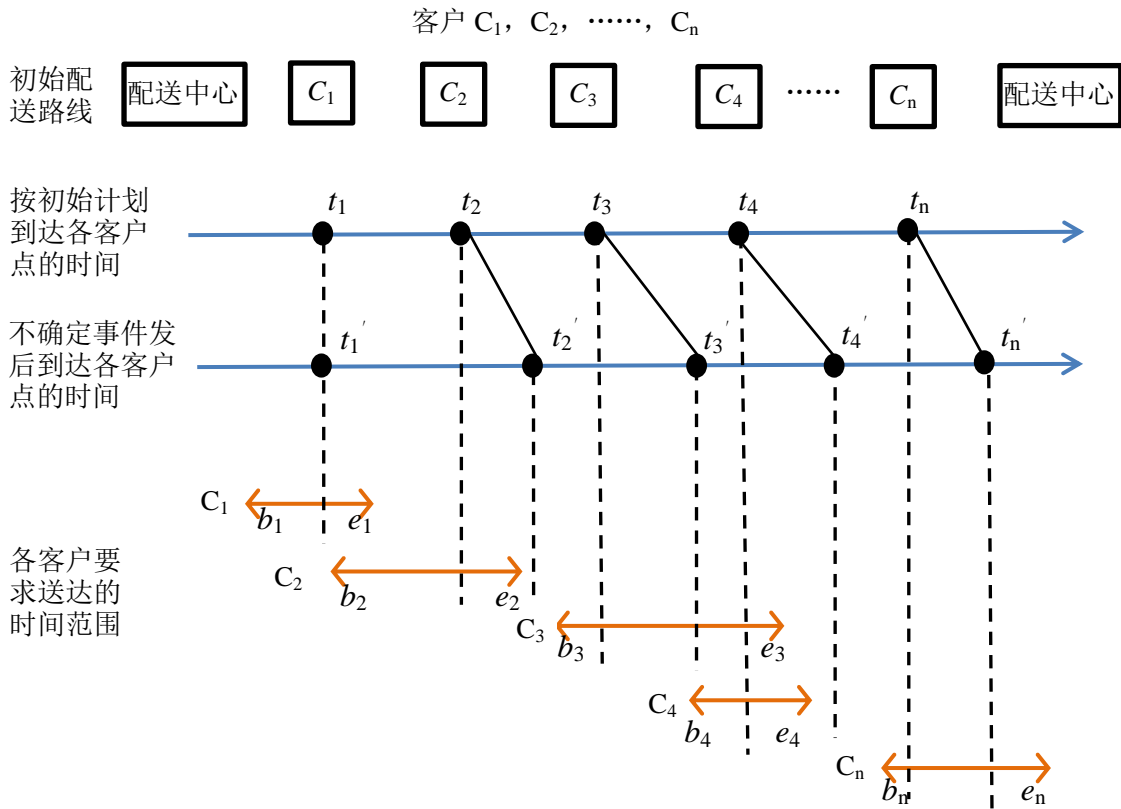 客户 C₁，C₂，……，Cₙ
初始配
送路线
配送中心
C₁
C₂
C₃
C₄
……
Cₙ
配送中心
按初始计划
到达各客户
点的时间
t₁
t₂
t₃
t₄
tₙ
不确定事件发
后到达各客户
点的时间
t₁′
t₂′
t₃′
t₄′
tₙ′
各客户要
求送达的
时间范围
C₁
b₁
e₁
C₂
b₂
e₂
C₃
b₃
e₃
C₄
b₄
e₄
Cₙ
bₙ
eₙ